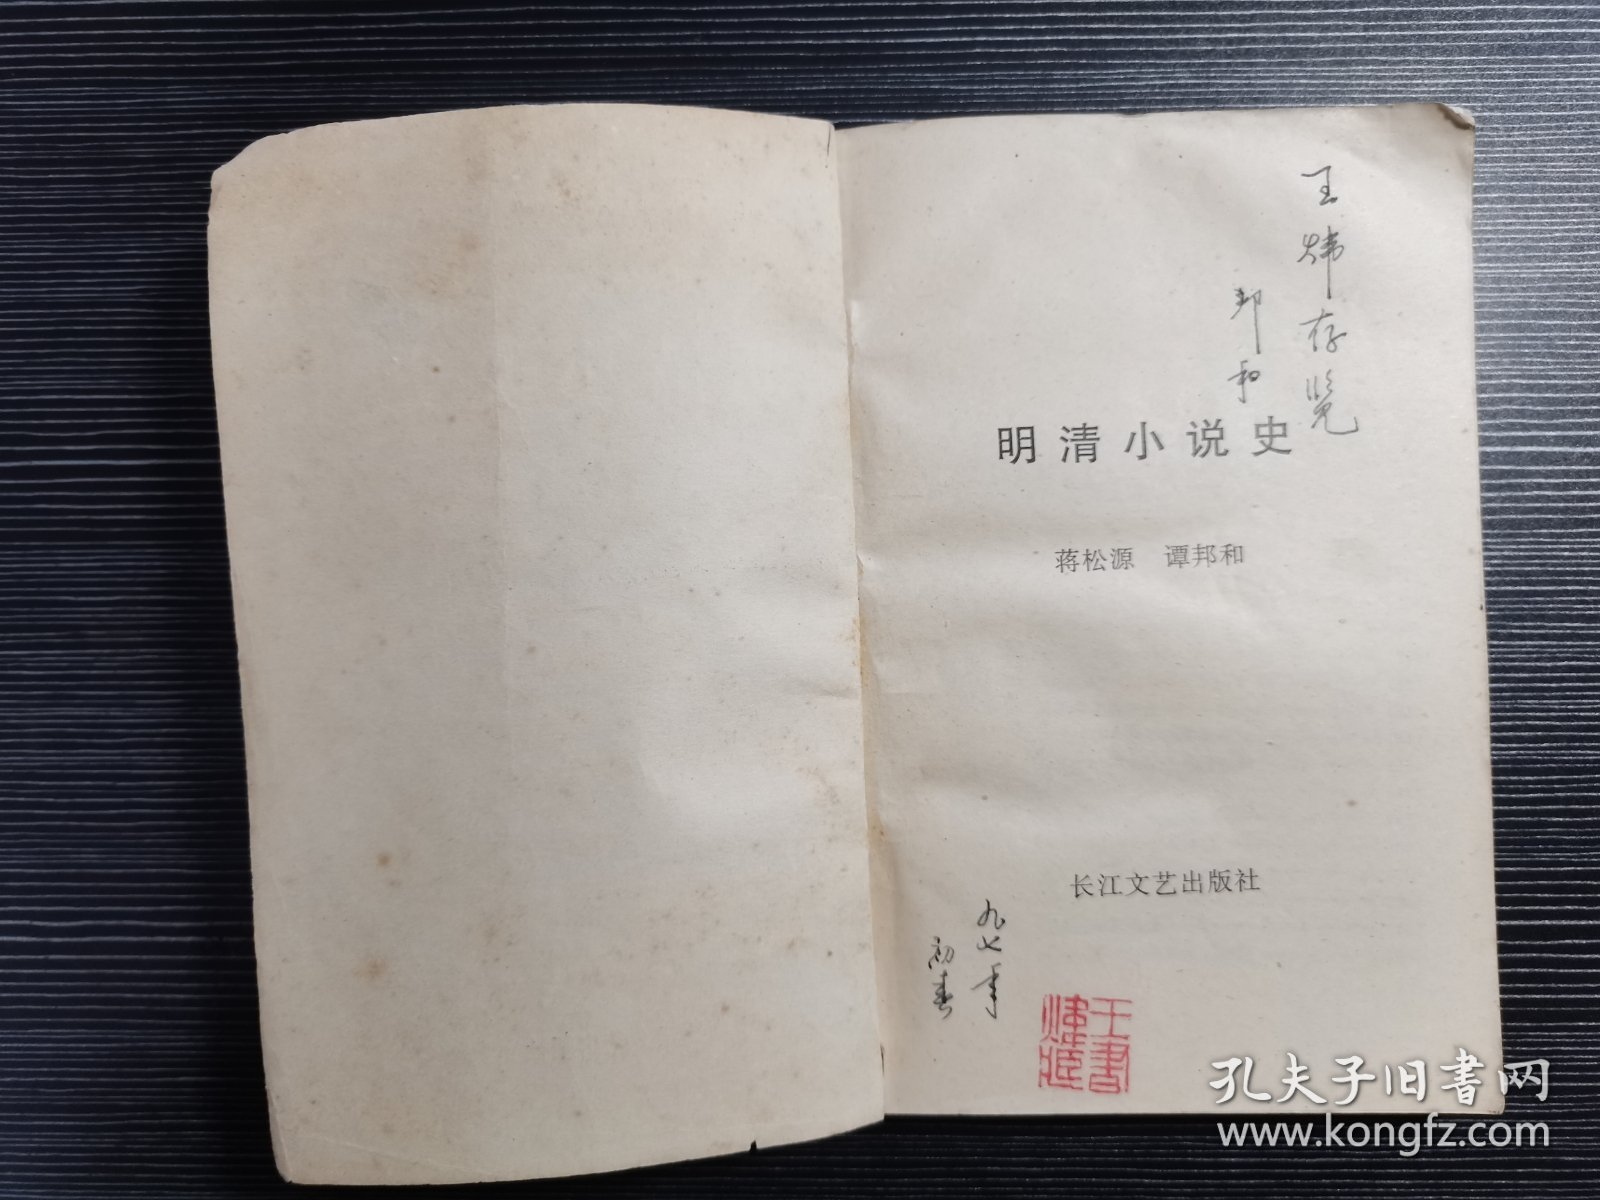 王炜存览
邦和
明清小说史
蒋松源 谭邦和
长江文艺出版社
九七年
初春
王炜藏书
孔夫子旧书网
www.kongfz.com